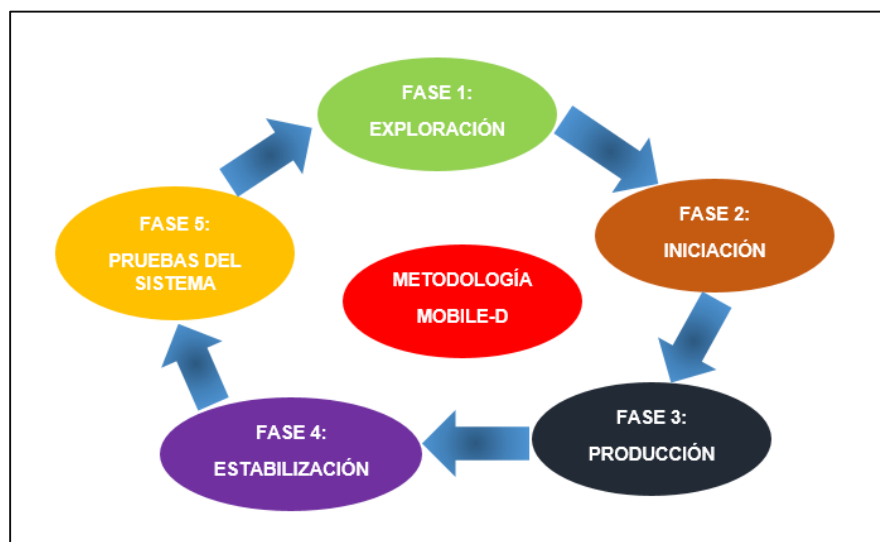 FASE 1:
EXPLORACIÓN
FASE 2:
INICIACIÓN
FASE 5:
PRUEBAS DEL
SISTEMA
METODOLOGÍA
MOBILE-D
FASE 3:
PRODUCCIÓN
FASE 4:
ESTABILIZACIÓN